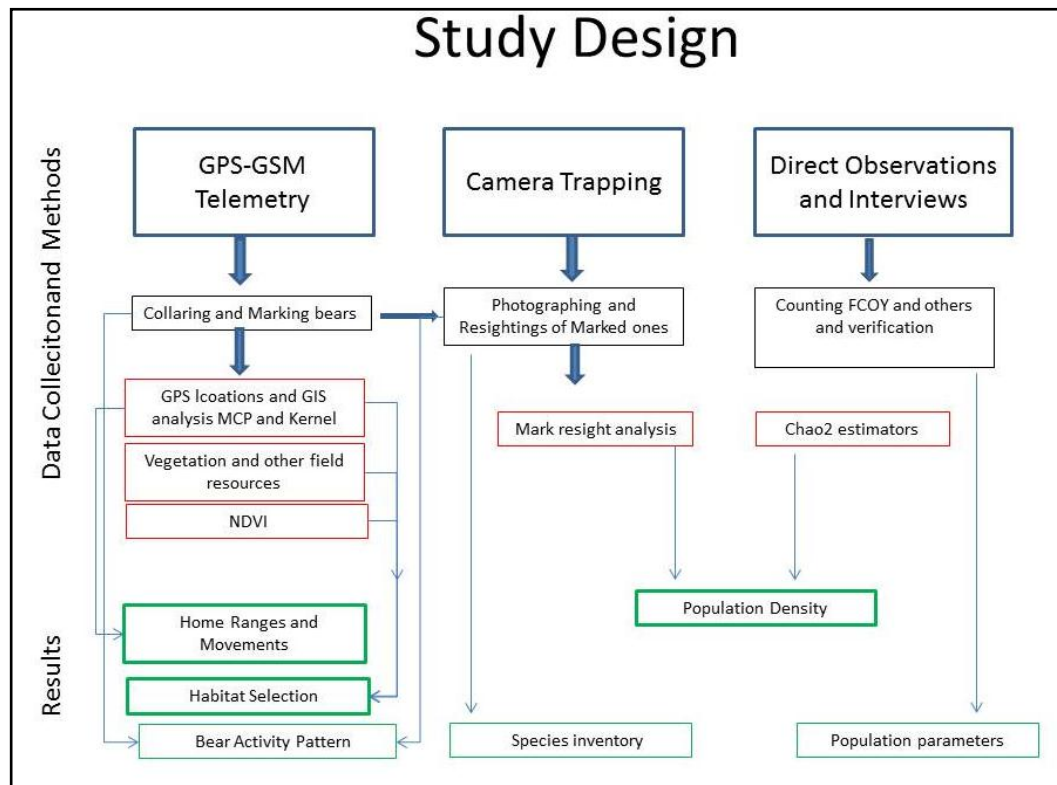 Study Design
Data Collecitonand Methods
Results
GPS-GSM
Telemetry
Camera Trapping
Direct Observations
and Interviews
Collaring and Marking bears
Photographing and
Resightings of Marked ones
Counting FCOY and others
and verification
GPS lcoations and GIS
analysis MCP and Kernel
Mark resight analysis
Chao2 estimators
Vegetation and other field
resources
NDVI
Population Density
Home Ranges and
Movements
Habitat Selection
Bear Activity Pattern
Species inventory
Population parameters